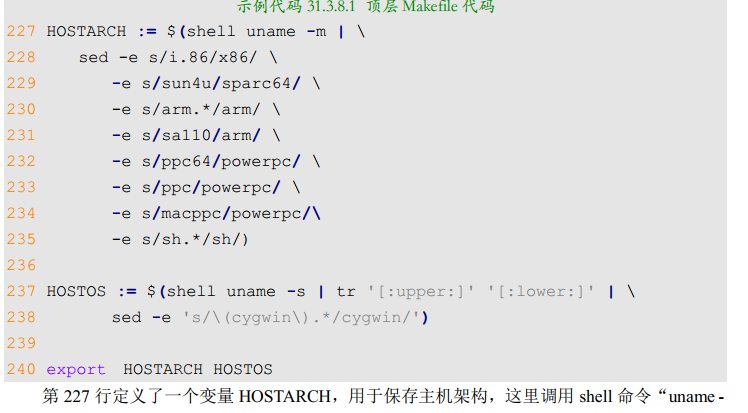 示例代码 31.3.8.1 顶层 Makefile 代码
227 HOSTARCH := $(shell uname -m | \
228 sed -e s/i.86/x86/ \
229 -e s/sun4u/sparc64/ \
230 -e s/arm.*/arm/ \
231 -e s/sa110/arm/ \
232 -e s/ppc64/powerpc/ \
233 -e s/ppc/powerpc/ \
234 -e s/macppc/powerpc/\
235 -e s/sh.*/sh/)
236
237 HOSTOS := $(shell uname -s | tr '[:upper:]' '[:lower:]' | \
238 sed -e 's/\(cygwin\).*/cygwin/')
239
240 export HOSTARCH HOSTOS
第 227 行定义了一个变量 HOSTARCH，用于保存主机架构，这里调用 shell 命令“uname -